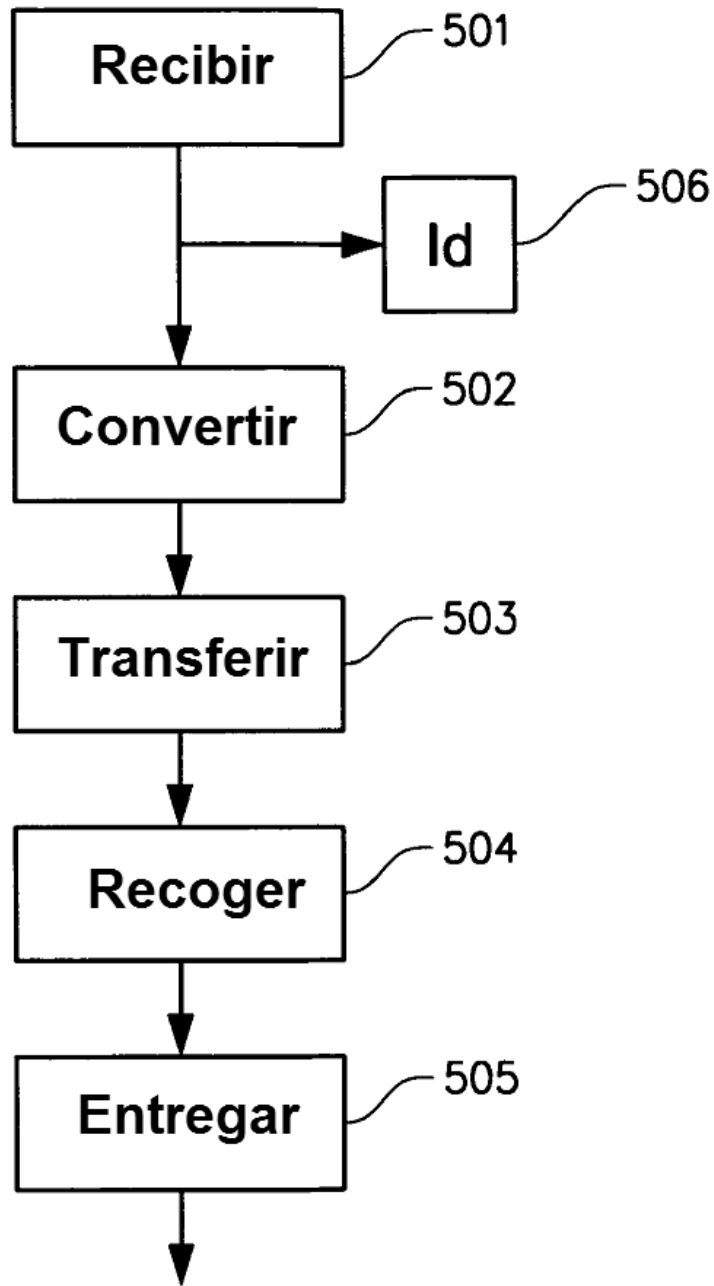 Recibir
501
506
Id
502
Convertir
503
Transferir
504
Recoger
505
Entregar